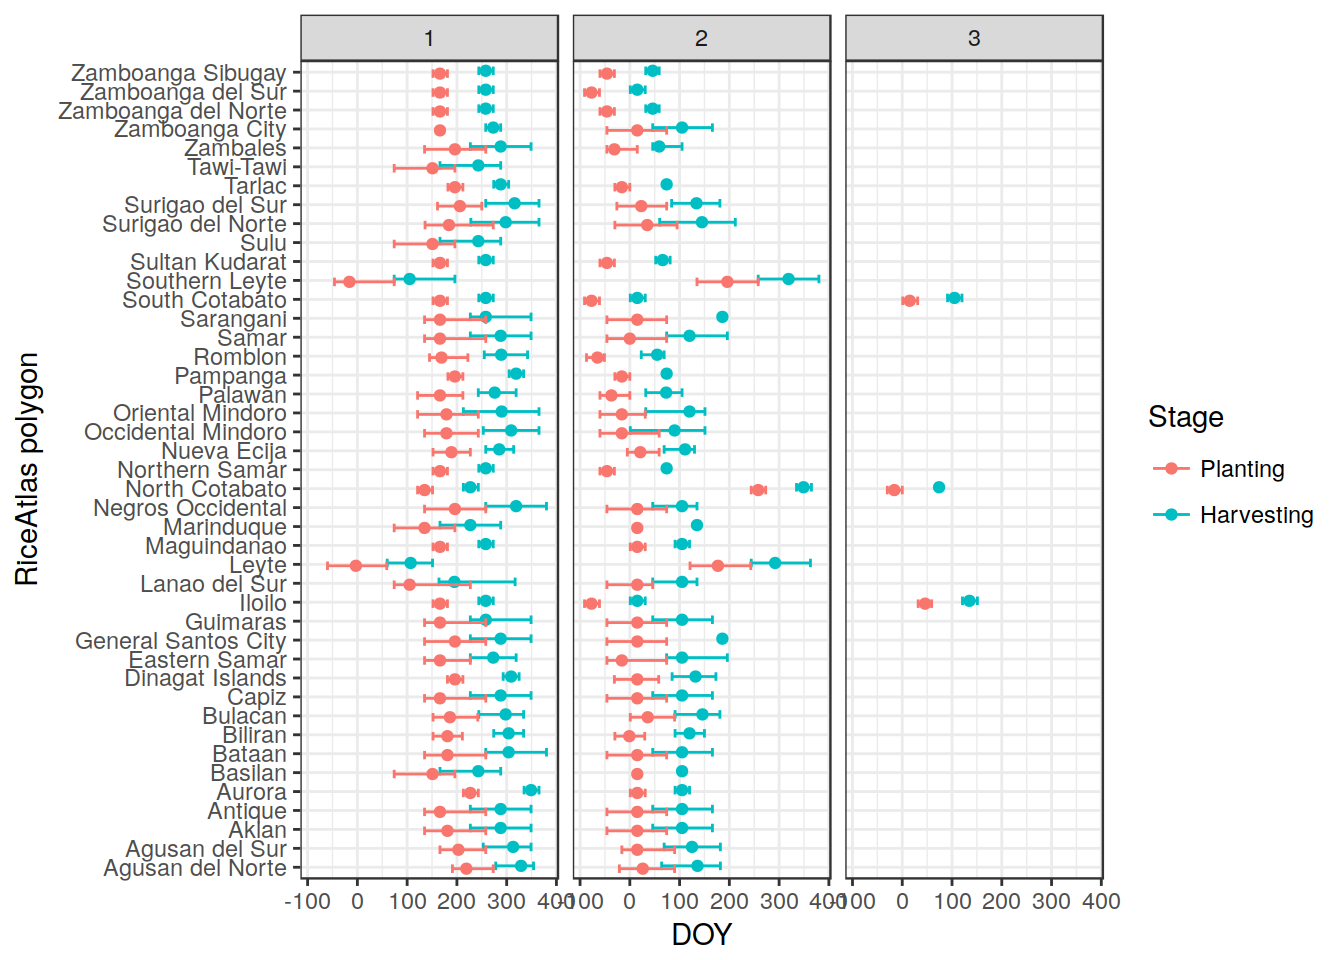 1 2 3
Zamboanga Sibugay
Zamboanga del Sur
Zamboanga del Norte
Zamboanga City
Zambales
Tawi-Tawi
Tarlac
Surigao del Sur
Surigao del Norte
Sulu
Sultan Kudarat
Southern Leyte
South Cotabato
Sarangani
Samar
Romblon
Pampanga
Palawan
Oriental Mindoro
Occidental Mindoro
Nueva Ecija
Northern Samar
North Cotabato
Negros Occidental
Marinduque
Maguindanao
Leyte
Lanao del Sur
Iloilo
Guimaras
General Santos City
Eastern Samar
Dinagat Islands
Capiz
Bulacan
Biliran
Bataan
Basilan
Aurora
Antique
Aklan
Agusan del Sur
Agusan del Norte
RiceAtlas polygon
-100 0 100 200 300 400 -100 0 100 200 300 400 -100 0 100 200 300 400
DOY
Stage
Planting
Harvesting